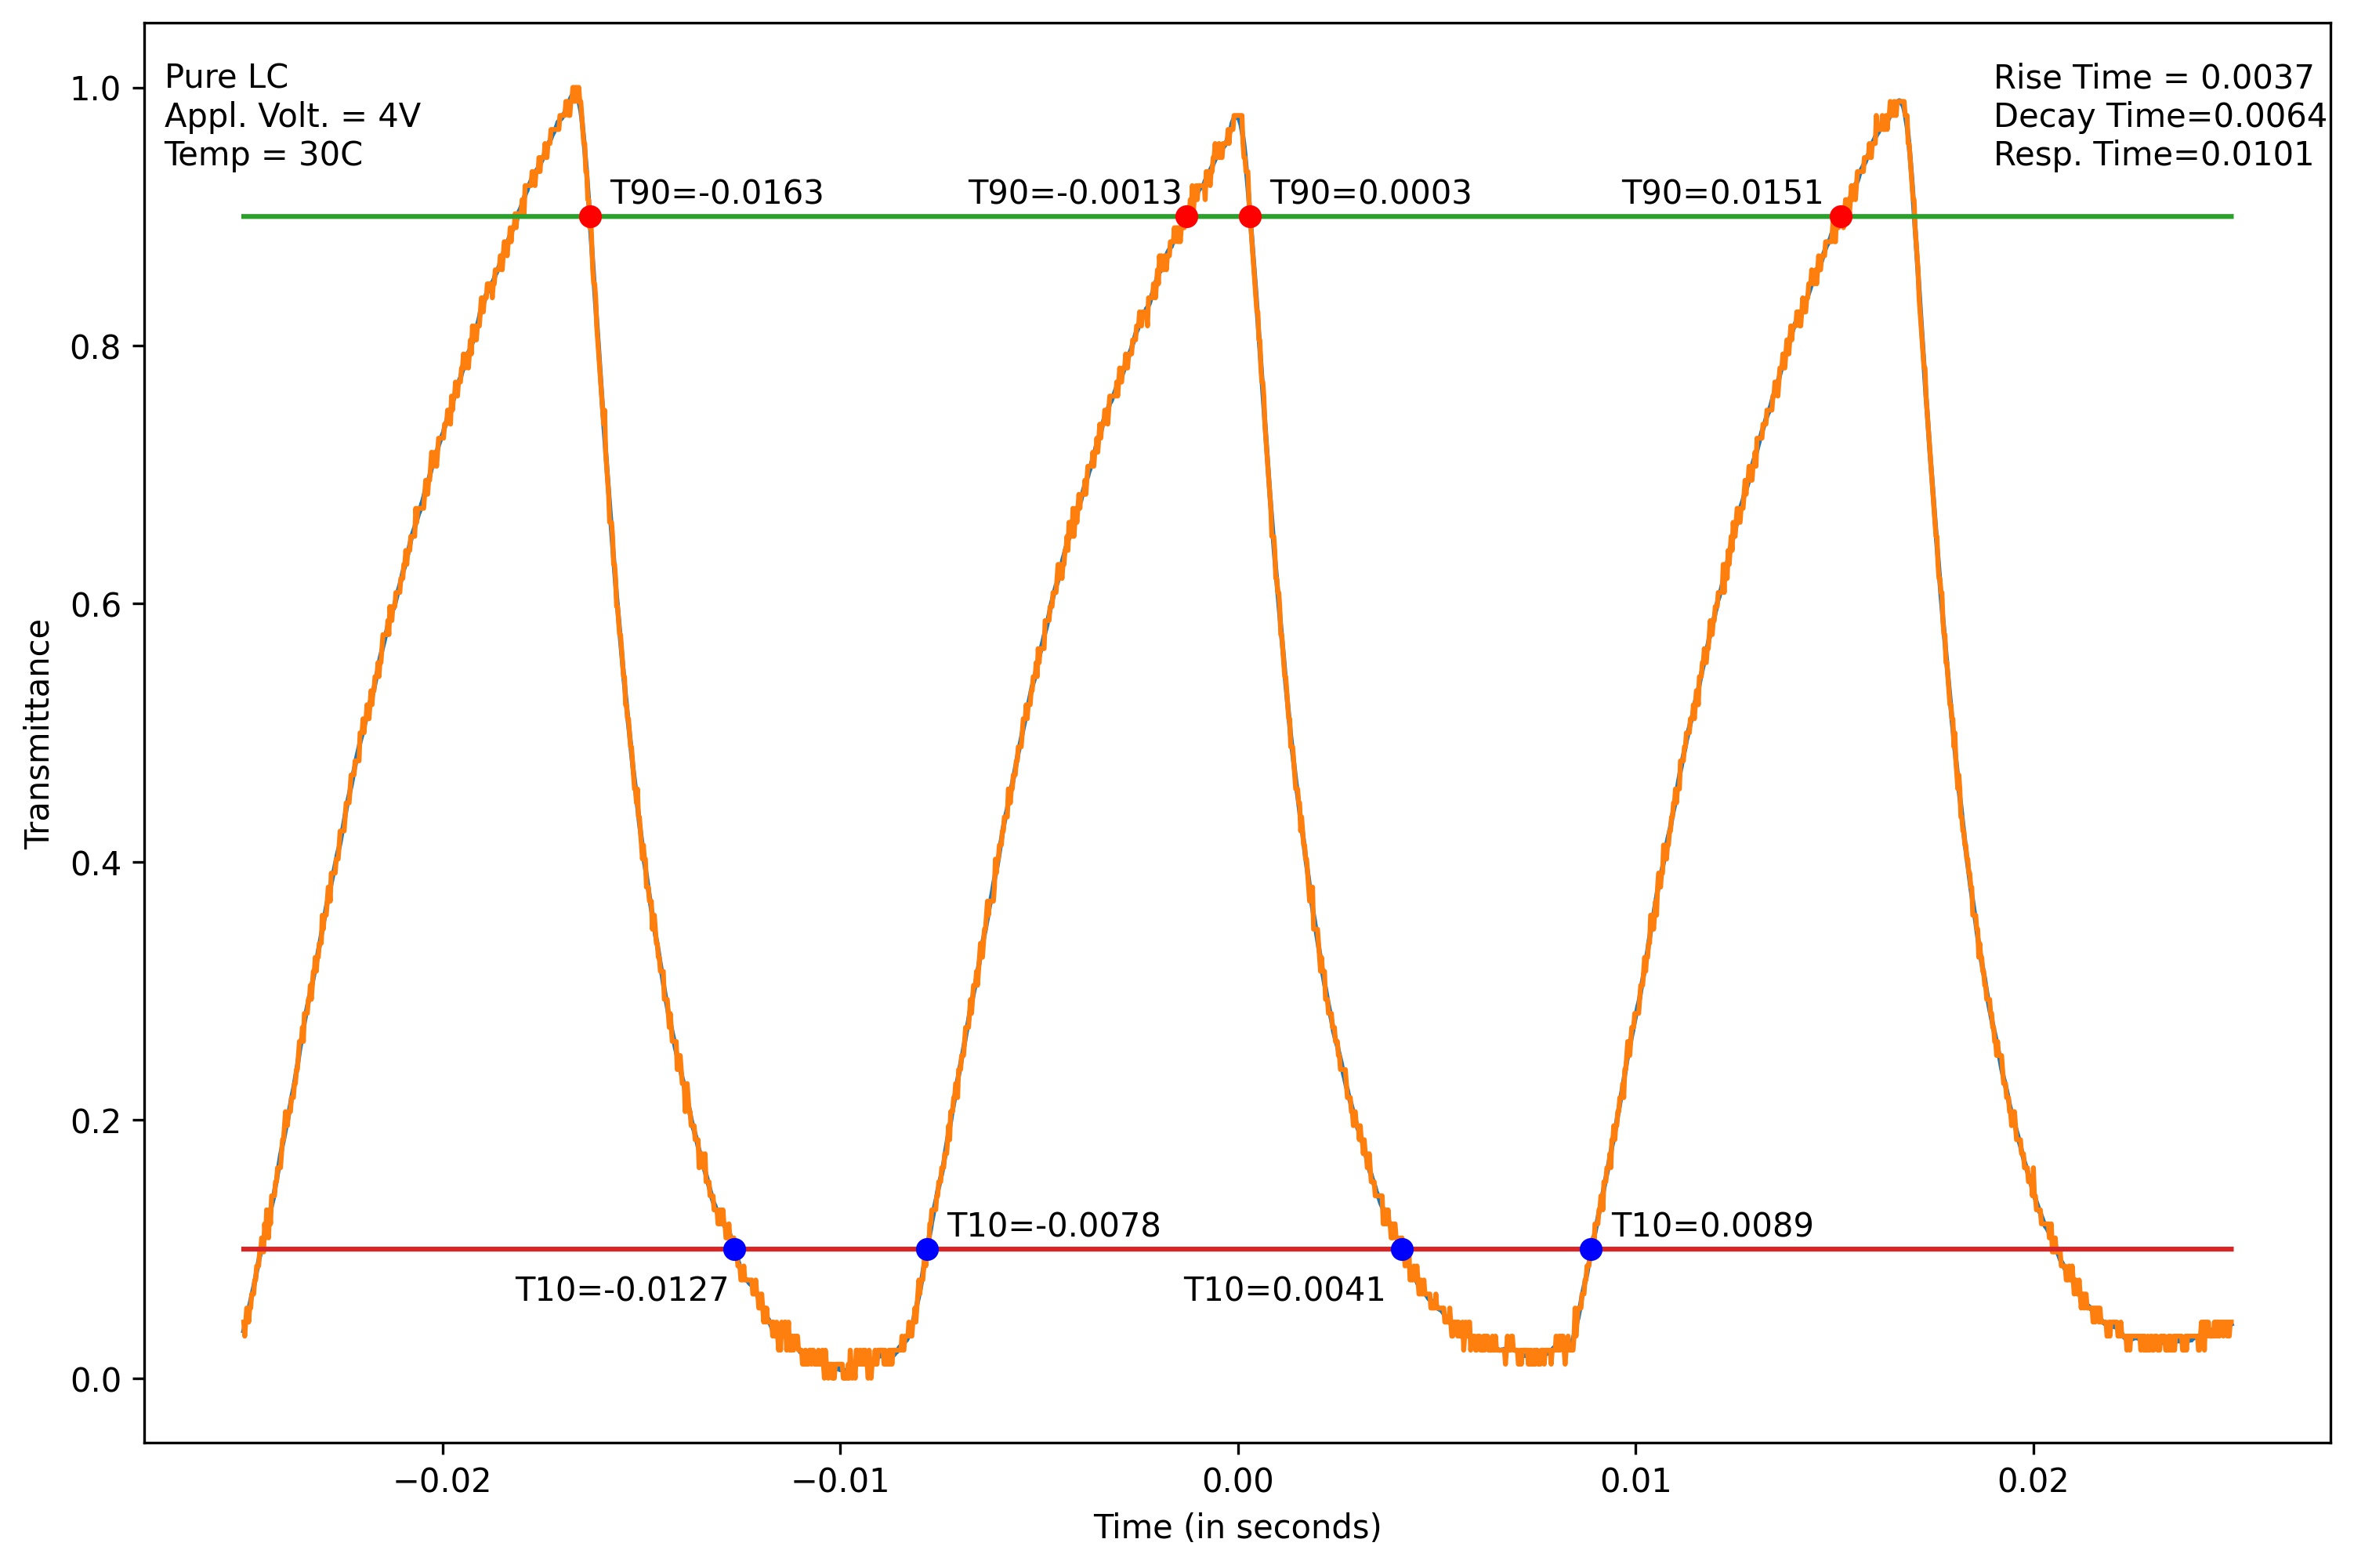 Pure LC
Appl. Volt. = 4V
Temp = 30C
Rise Time = 0.0037
Decay Time=0.0064
Resp. Time=0.0101
T90=-0.0163
T90=-0.0013
T90=0.0003
T90=0.0151
T10=-0.0078
T10=0.0089
T10=-0.0127
T10=0.0041
1.0
0.8
0.6
0.4
0.2
0.0
Transmittance
−0.02
−0.01
0.00
0.01
0.02
Time (in seconds)